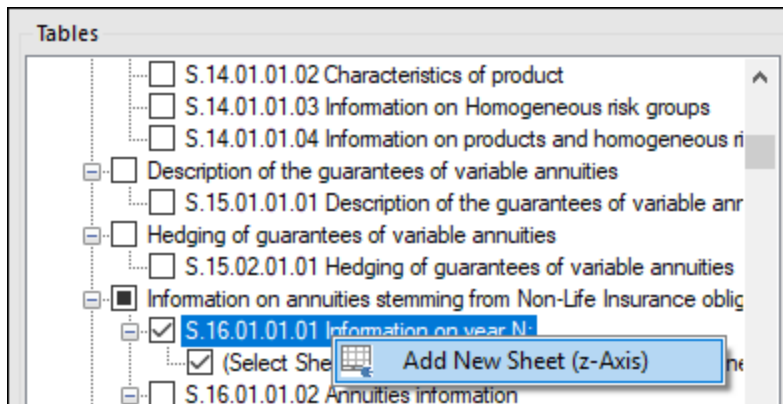 Tables
S.14.01.01.02 Characteristics of product
S.14.01.01.03 Information on Homogeneous risk groups
S.14.01.01.04 Information on products and homogeneous ri
Description of the guarantees of variable annuities
S.15.01.01.01 Description of the guarantees of variable ann
Hedging of guarantees of variable annuities
S.15.02.01.01 Hedging of guarantees of variable annuities
Information on annuities stemming from Non-Life Insurance oblig
S.16.01.01.01 Information on year N:
(Select She
Add New Sheet (z-Axis)
S.16.01.01.02 Annuities information